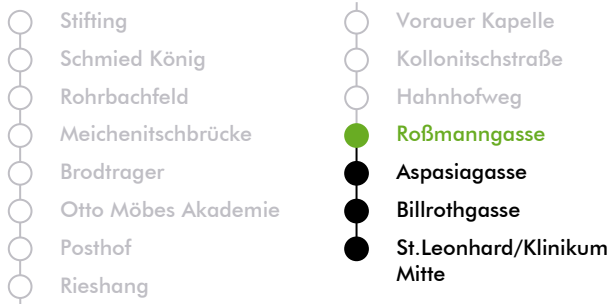 Stifting
Schmied König
Rohrbachfeld
Meichenitschbrücke
Brodtrager
Otto Möbes Akademie
Posthof
Rieshang
Vorauer Kapelle
Kollonitschstraße
Hahnhofweg
Roßmanngasse
Aspasiagasse
Billrothgasse
St.Leonhard/Klinikum
Mitte